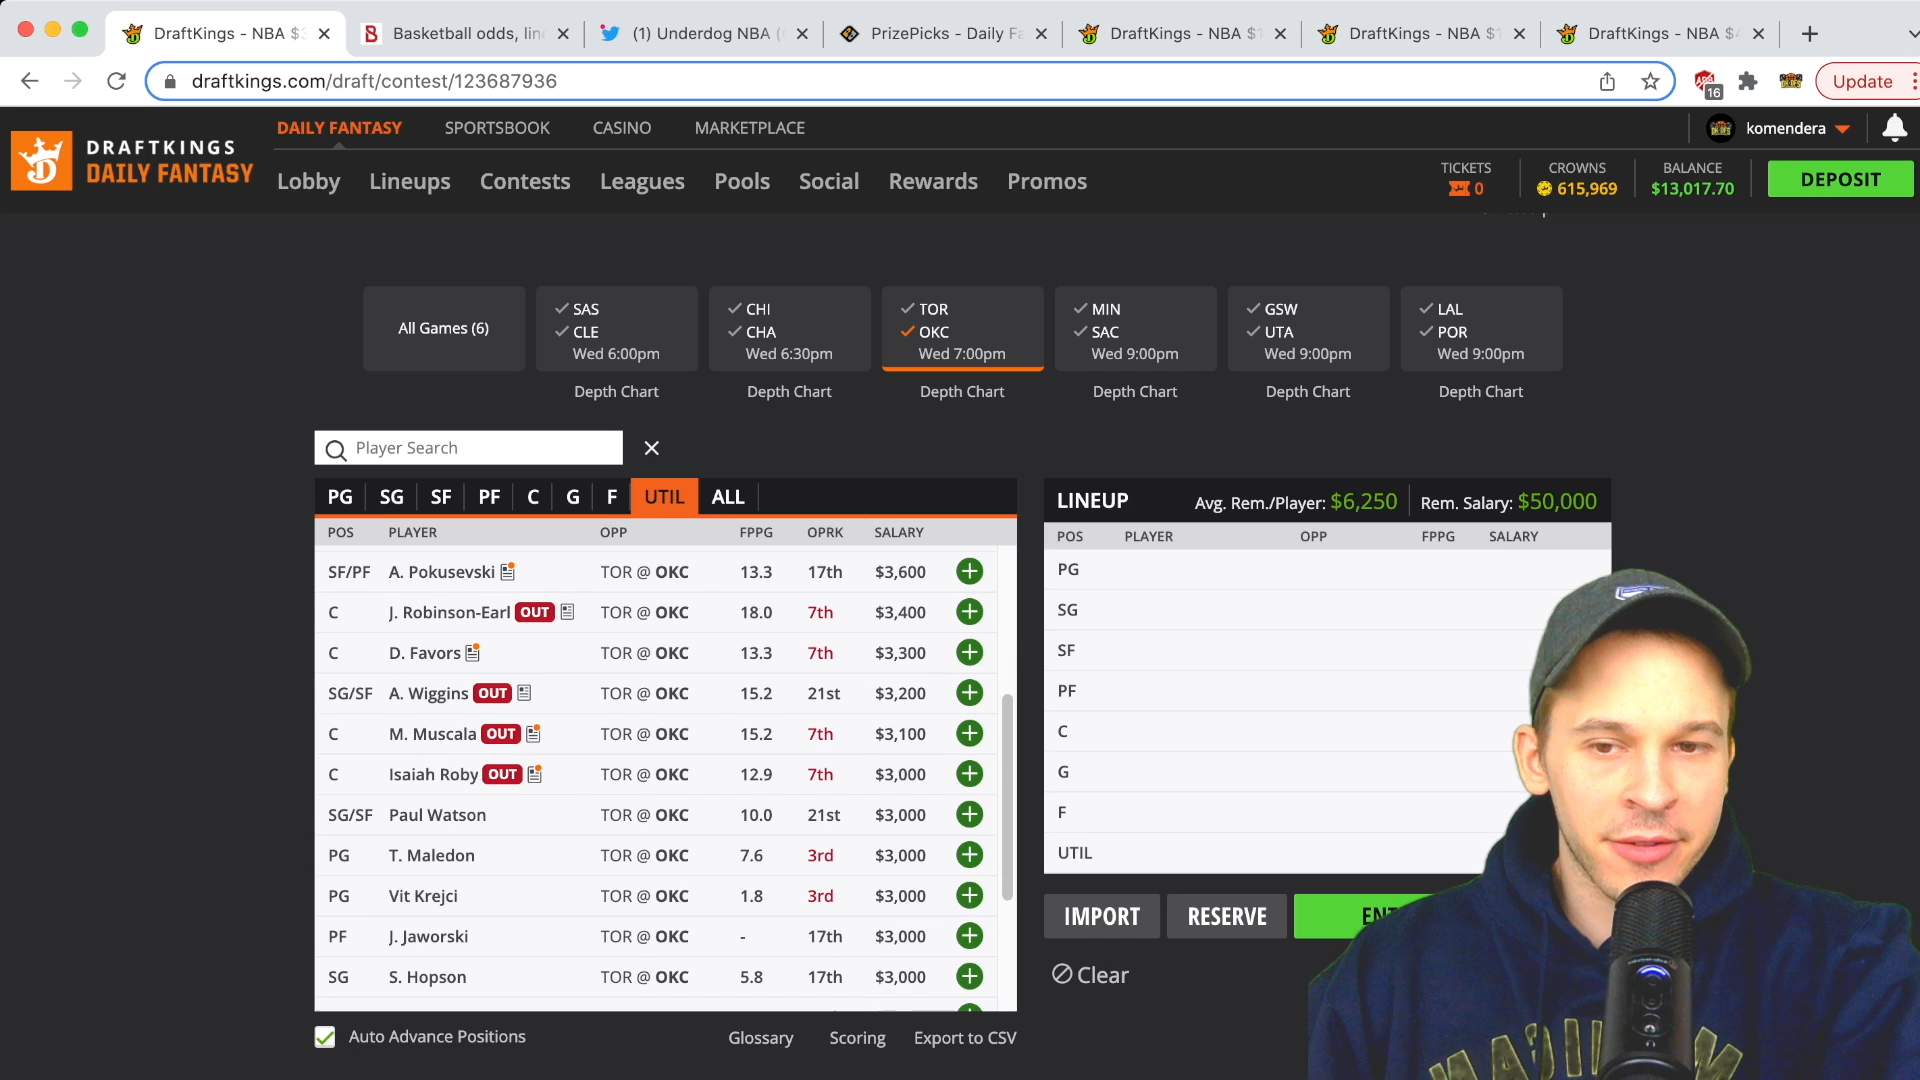 DraftKings - NBA $3
Basketball odds, line
(1) Underdog NBA (
PrizePicks - Daily Fa
DraftKings - NBA $1
DraftKings - NBA $1
DraftKings - NBA $4
draftkings.com/draft/contest/123687936
16
Update
DRAFTKINGS
DAILY FANTASY
DAILY FANTASY SPORTSBOOK CASINO MARKETPLACE
komendera
Lobby Lineups Contests Leagues Pools Social Rewards Promos
TICKETS
0
CROWNS
615,969
BALANCE
$13,017.70
DEPOSIT
All Games (6)
SAS
CLE
Wed 6:00pm
CHI
CHA
Wed 6:30pm
TOR
OKC
Wed 7:00pm
MIN
SAC
Wed 9:00pm
GSW
UTA
Wed 9:00pm
LAL
POR
Wed 9:00pm
Depth Chart Depth Chart Depth Chart Depth Chart Depth Chart Depth Chart
Player Search
PG SG SF PF C G F UTIL ALL
POS PLAYER OPP FPPG OPRK SALARY
SF/PF A. Pokusevski TOR @ OKC 13.3 17th $3,600
C J. Robinson-Earl OUT TOR @ OKC 18.0 7th $3,400
C D. Favors TOR @ OKC 13.3 7th $3,300
SG/SF A. Wiggins OUT TOR @ OKC 15.2 21st $3,200
C M. Muscala OUT TOR @ OKC 15.2 7th $3,100
C Isaiah Roby OUT TOR @ OKC 12.9 7th $3,000
SG/SF Paul Watson TOR @ OKC 10.0 21st $3,000
PG T. Maledon TOR @ OKC 7.6 3rd $3,000
PG Vit Krejci TOR @ OKC 1.8 3rd $3,000
PF J. Jaworski TOR @ OKC - 17th $3,000
SG S. Hopson TOR @ OKC 5.8 17th $3,000
Auto Advance Positions
Glossary Scoring Export to CSV
LINEUP Avg. Rem./Player: $6,250 Rem. Salary: $50,000
POS PLAYER OPP FPPG SALARY
PG
SG
SF
PF
C
G
F
UTIL
IMPORT RESERVE ENT
Clear